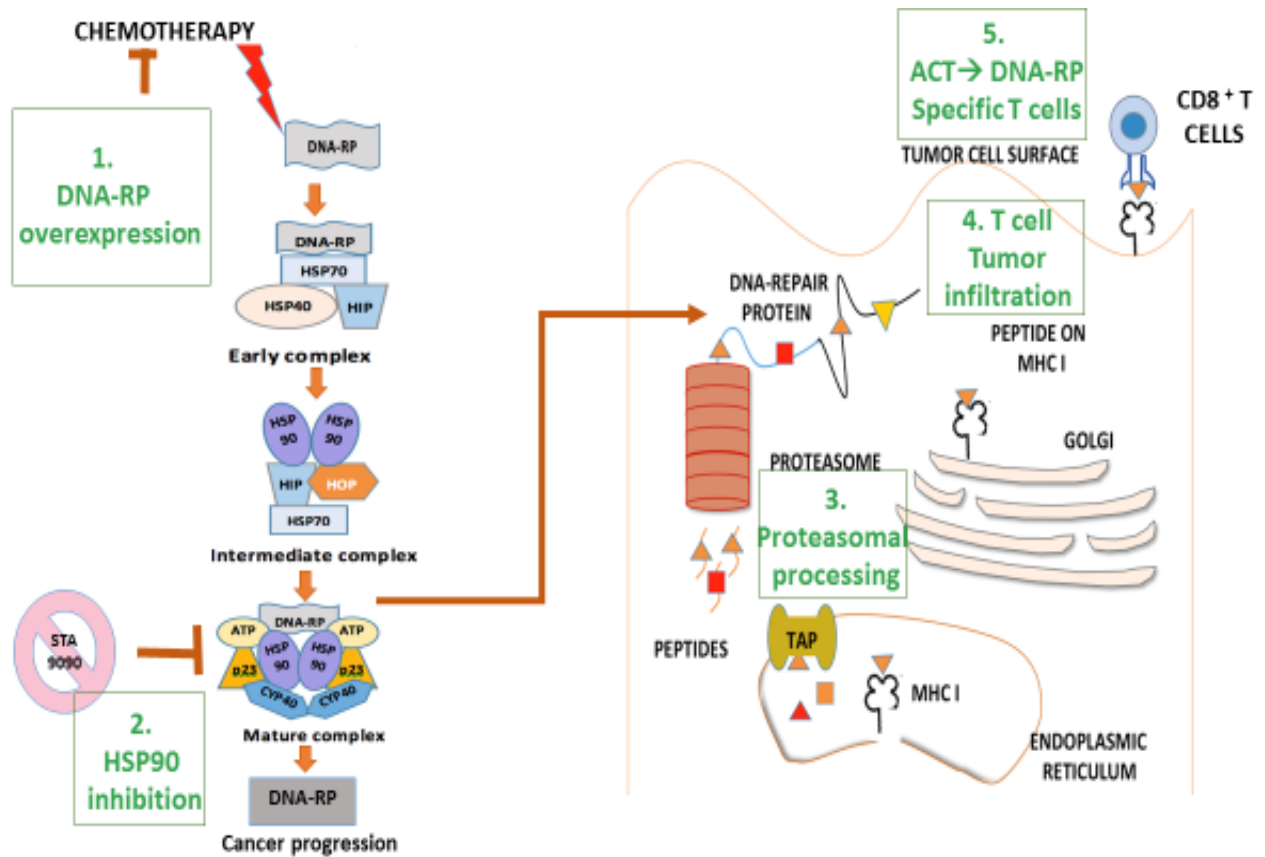 CHEMOTHERAPY
1.
DNA-RP
overexpression
DNA-RP
DNA-RP
HSP70
HSP40
HIP
Early complex
HSP
90
HSP
90
HIP
HOP
HSP70
Intermediate complex
STA
9090
2.
HSP90
inhibition
DNA-RP
ATP
ATP
HSP
90
HSP
90
p23
p23
CYP40
CYP40
Mature complex
DNA-RP
Cancer progression
5.
ACT→ DNA-RP
Specific T cells
CD8 + T
CELLS
TUMOR CELL SURFACE
4. T cell
Tumor
infiltration
DNA-REPAIR
PROTEIN
PEPTIDE ON
MHC I
GOLGI
PROTEASOME
3.
Proteasomal
processing
PEPTIDES
TAP
MHC I
ENDOPLASMIC
RETICULUM